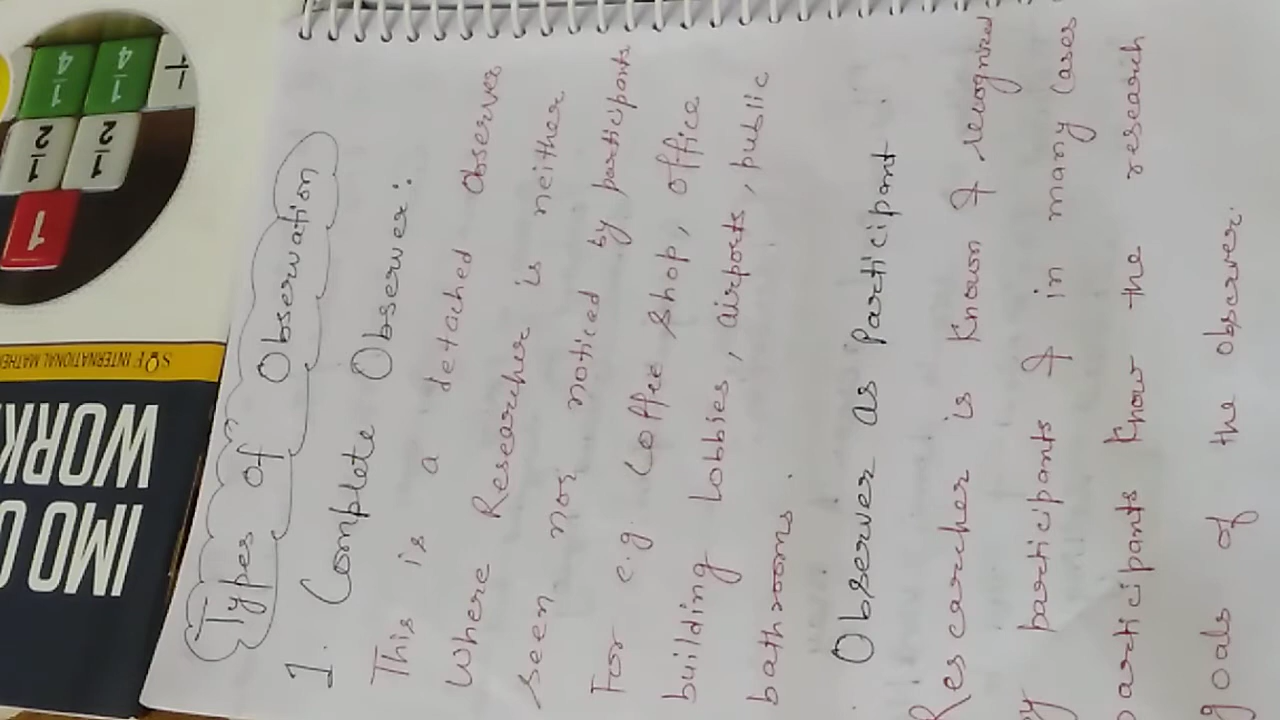 Types of Observation
1. Complete Observer:
This is a detached Observer
Where Researcher is neither
seen nor noticed by participants
For e.g. Coffee shop, office
building Lobbies, airports, public
bathrooms.
Observer as Participant.
Researcher is Known & recognized
participants & in many cases
participants Know the research
goals of the observer.
1
1/2 1/2
1/4 1/4
SOF INTERNATIONAL
IMO
WORK